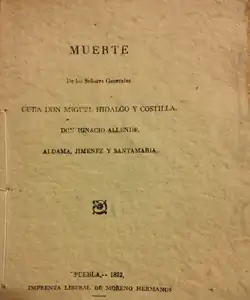 MUERTE
De los Señores Generales
CURA DON MIGUEL HIDALGO Y COSTILLA,
DON IGNACIO ALLENDE,
ALDAMA, JIMENEZ Y SANTAMARIA.
PUEBLA.-- 1822,
IMPRENTA LIBERAL DE MORENO HERMANOS